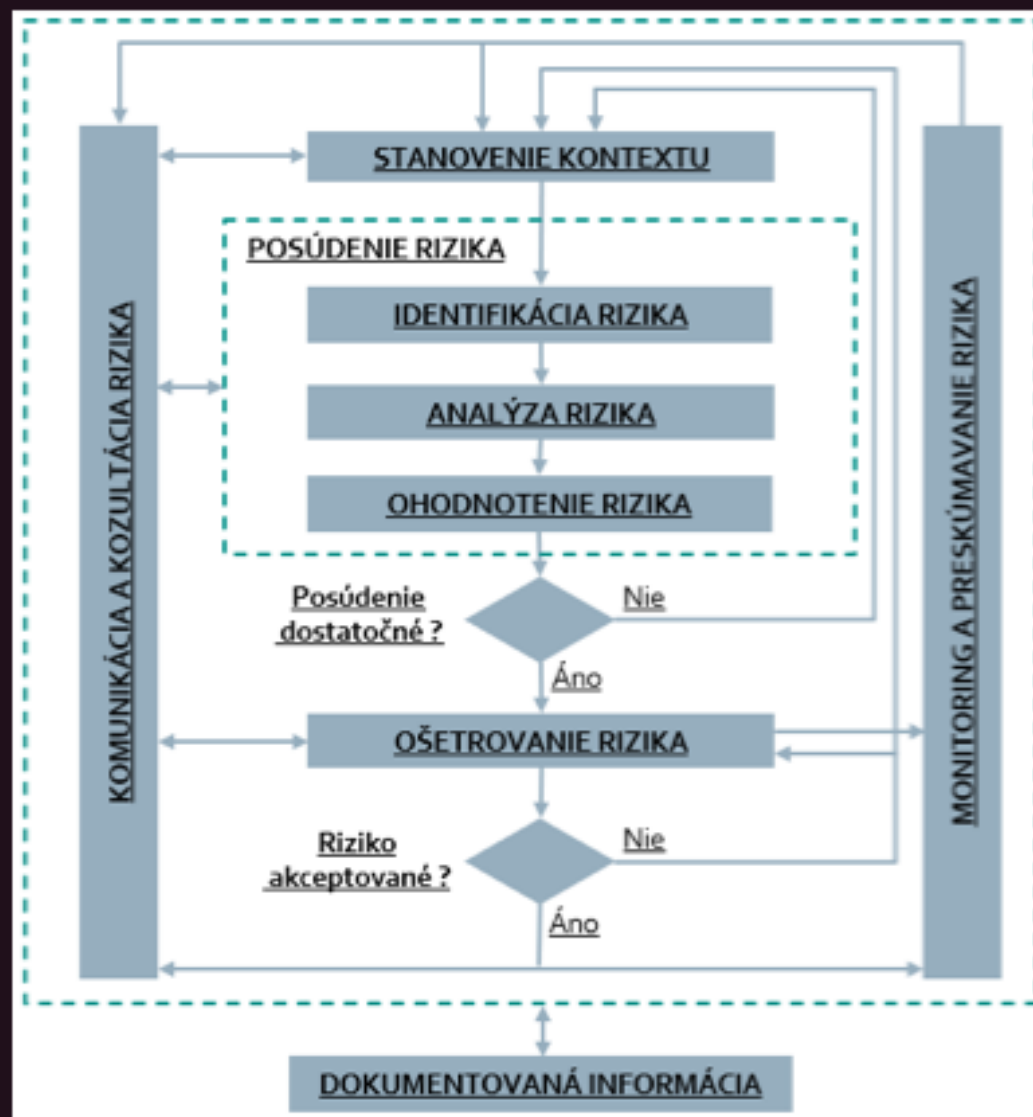 STANOVENIE KONTEXTU
POSÚDENIE RIZIKA
IDENTIFIKÁCIA RIZIKA
ANALÝZA RIZIKA
OHODNOTENIE RIZIKA
Posúdenie
dostatočné ?
Nie
Áno
OŠETROVANIE RIZIKA
Riziko
akceptované ?
Nie
Áno
KOMUNIKÁCIA A KOZULTÁCIA RIZIKA
MONITORING A PRESKÚMAVANIE RIZIKA
DOKUMENTOVANÁ INFORMÁCIA